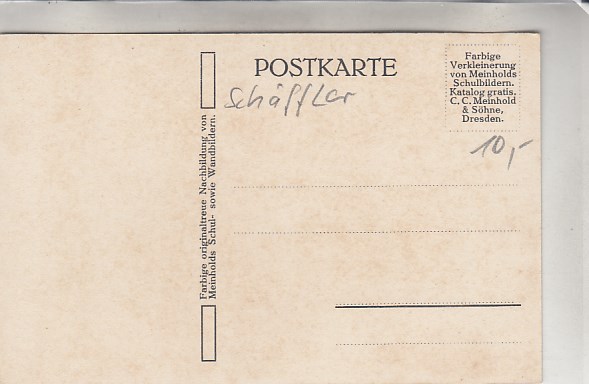 POSTKARTE
Schäffler
Farbige
Verkleinerung
von Meinholds
Schulbildern.
Katalog gratis.
C. C. Meinhold
& Söhne,
Dresden.
10,-
Farbige originaltreue Nachbildung von
Meinholds Schul- sowie Wandbildern.